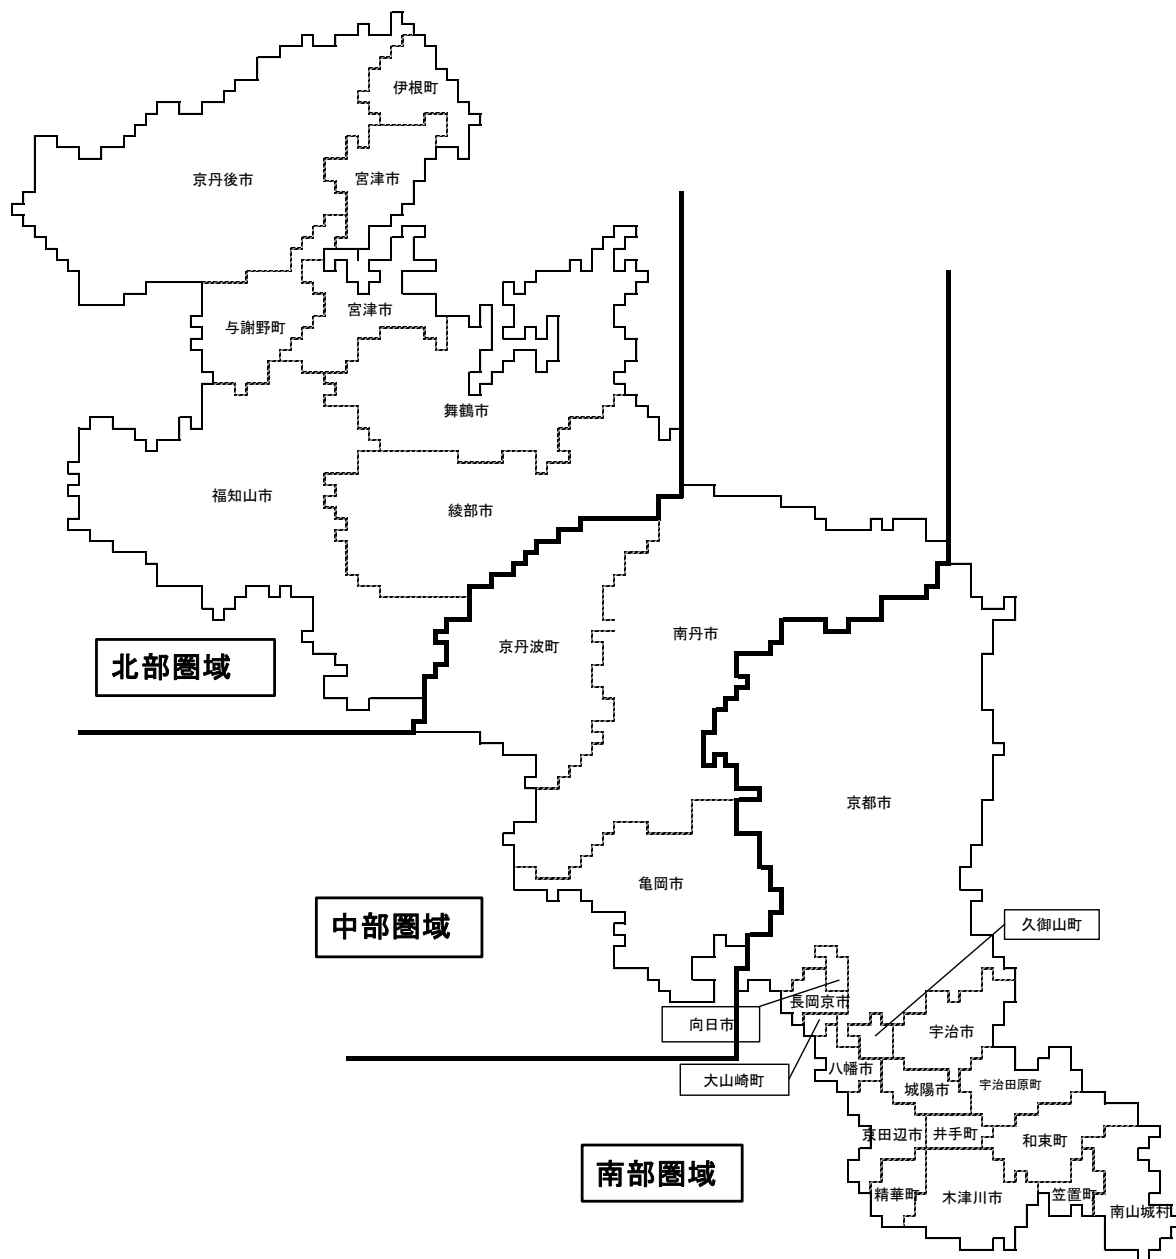 伊根町
京丹後市
宮津市
宮津市
与謝野町
舞鶴市
福知山市
綾部市
南丹市
京丹波町
北部圏域
京都市
亀岡市
中部圏域
久御山町
長岡京市
向日市
宇治市
八幡市
大山崎町
城陽市
宇治田原町
京田辺市
井手町
和束町
南部圏域
精華町
木津川市
笠置町
南山城村